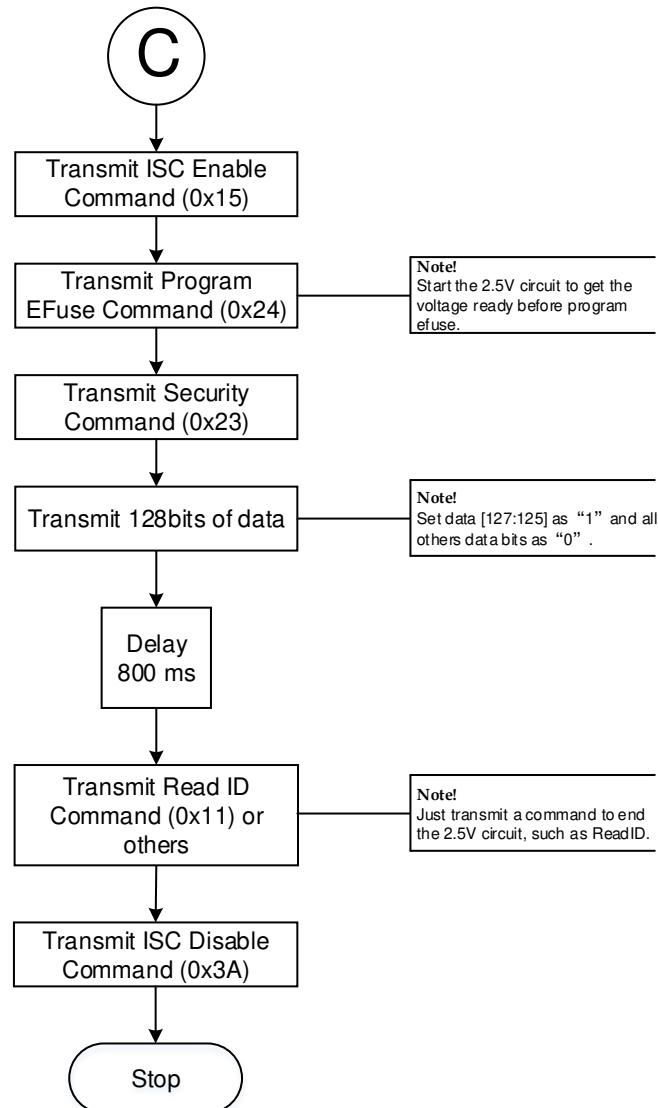 C
Transmit ISC Enable
Command (0x15)
Transmit Program
EFuse Command (0x24)
Note!
Start the 2.5V circuit to get the
voltage ready before program
efuse.
Transmit Security
Command (0x23)
Transmit 128bits of data
Note!
Set data [127:125] as “1” and all
others data bits as “0” .
Delay
800 ms
Transmit Read ID
Command (0x11) or
others
Note!
Just transmit a command to end
the 2.5V circuit, such as ReadID.
Transmit ISC Disable
Command (0x3A)
Stop